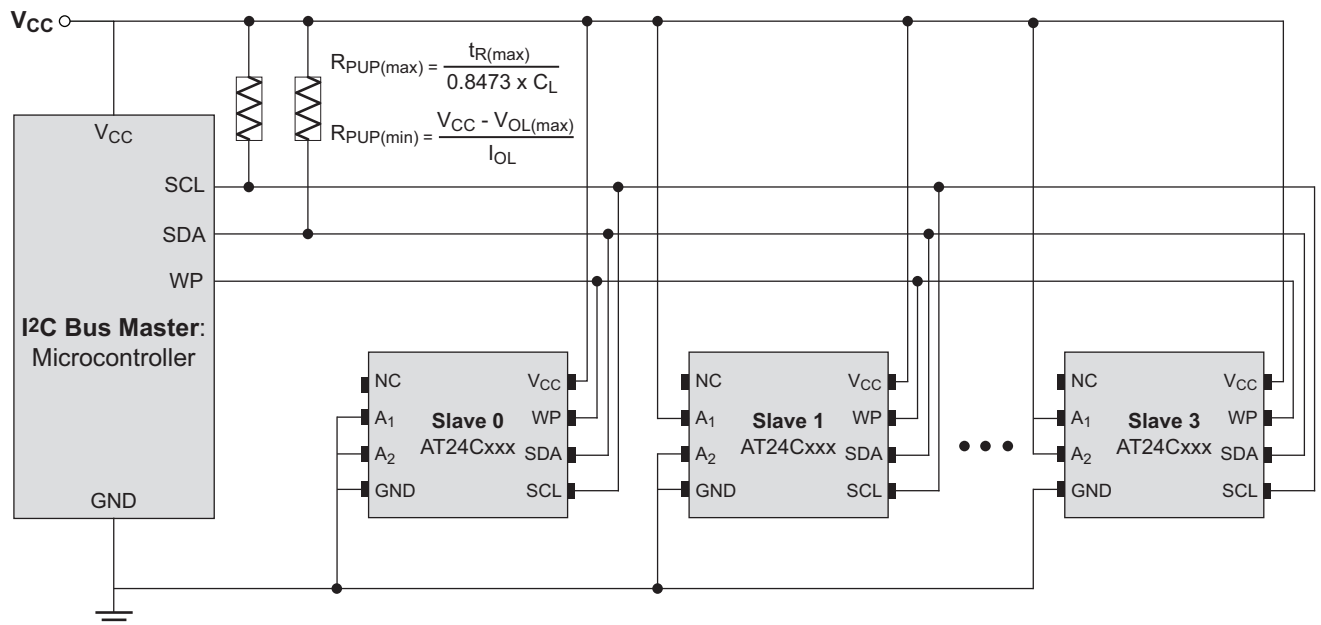 VCC
RPUP(max) = tR(max) / 0.8473 x CL
RPUP(min) = VCC - VOL(max) / IOL
VCC
SCL
SDA
WP
I2C Bus Master:
Microcontroller
GND
NC
VCC
A1
Slave 0
WP
A2
AT24Cxxx
SDA
GND
SCL
NC
VCC
A1
Slave 1
WP
A2
AT24Cxxx
SDA
GND
SCL
NC
VCC
A1
Slave 3
WP
A2
AT24Cxxx
SDA
GND
SCL